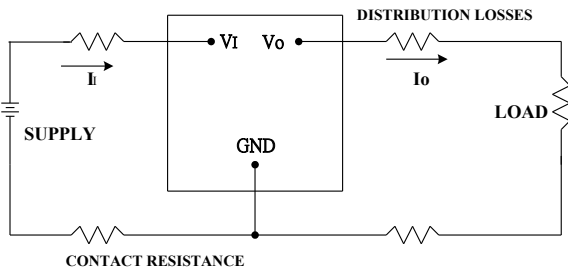 DISTRIBUTION LOSSES
VI VO
II IO
LOAD
SUPPLY
GND
CONTACT RESISTANCE